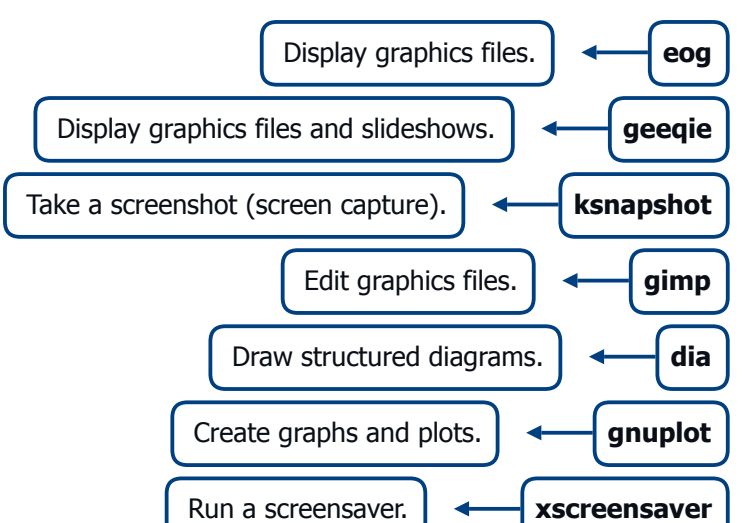 Display graphics files. eog
Display graphics files and slideshows. geeqie
Take a screenshot (screen capture). ksnapshot
Edit graphics files. gimp
Draw structured diagrams. dia
Create graphs and plots. gnuplot
Run a screensaver. xscreensaver